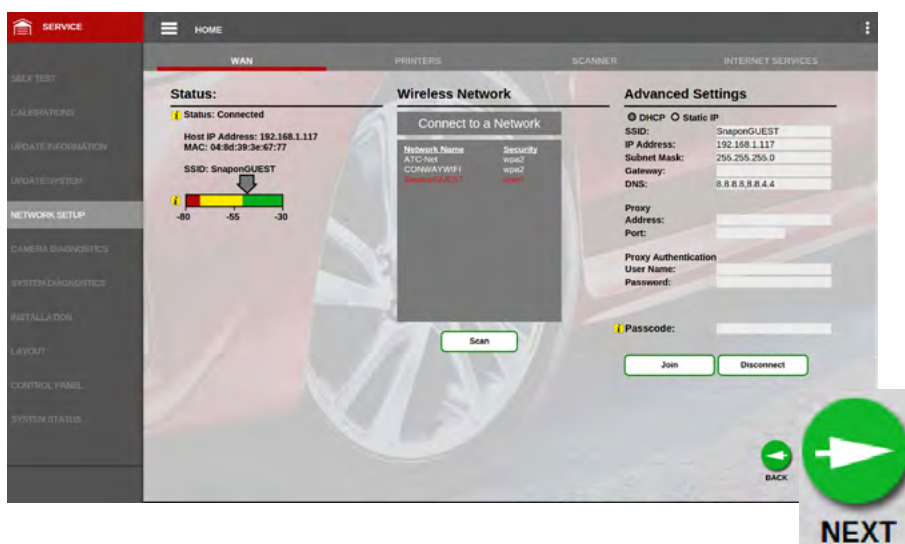 SERVICE
HOME
WAN
PRINTERS
SCANNER
INTERNET SERVICES
SELF TEST
CALIBRATIONS
UPDATE INFORMATION
UPDATE SYSTEM
NETWORK SETUP
CAMERA DIAGNOSTICS
SYSTEM DIAGNOSTICS
INSTALLATION
LAYOUT
CONTROL PANEL
SYSTEM STATUS
Status:
i Status: Connected
Host IP Address: 192.168.1.117
MAC: 04:8d:39:3e:67:77
SSID: SnaponGUEST
i
-80 -55 -30
Wireless Network
Connect to a Network
Network Name Security
ATC-Net wpa2
CONWAYWIFI wpa2
SnaponGUEST
Scan
Advanced Settings
DHCP Static IP
SSID: SnaponGUEST
IP Address: 192.168.1.117
Subnet Mask: 255.255.255.0
Gateway:
DNS: 8.8.8.8,8.8.4.4
Proxy
Address:
Port:
Proxy Authentication
User Name:
Password:
i Passcode:
Join
Disconnect
BACK
NEXT